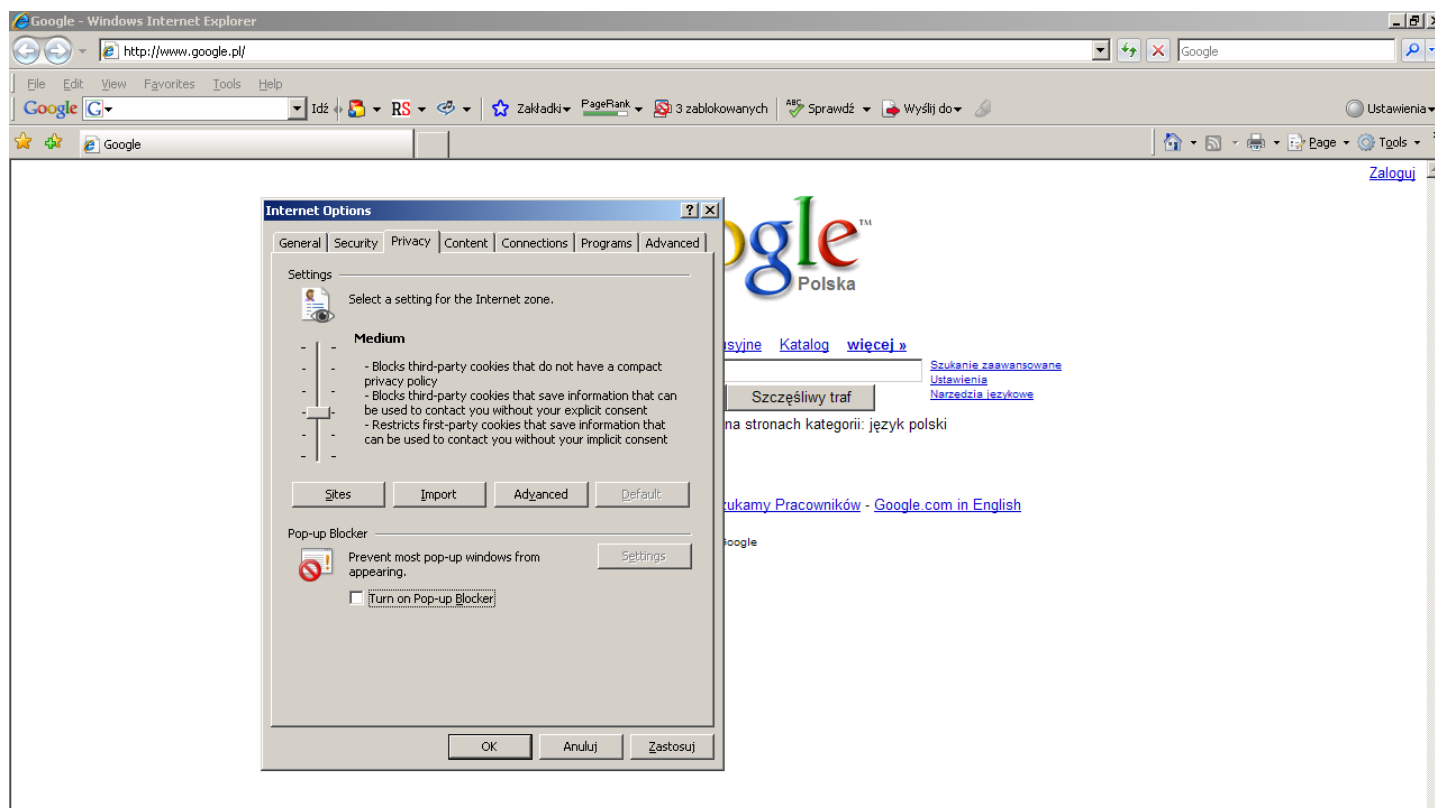 Google - Windows Internet Explorer
http://www.google.pl/
Google
File Edit View Favorites Tools Help
Google G Idź RS Zakładki PageRank 3 zablokowanych ABC Sprawdź Wyślij do Ustawienia
Google Page Tools
Zaloguj
Internet Options
General Security Privacy Content Connections Programs Advanced
Settings
Select a setting for the Internet zone.
Medium
- Blocks third-party cookies that do not have a compact
privacy policy
- Blocks third-party cookies that save information that can
be used to contact you without your explicit consent
- Restricts first-party cookies that save information that
can be used to contact you without your implicit consent
Sites Import Advanced Default
Pop-up Blocker
Prevent most pop-up windows from
appearing.
Settings
Turn on Pop-up Blocker
OK Anuluj Zastosuj
ogle TM
Polska
Katalog więcej »
Szukanie zaawansowane
Ustawienia
Narzędzia językowe
Szczęśliwy traf
na stronach kategorii: język polski
Pracowników - Google.com in English